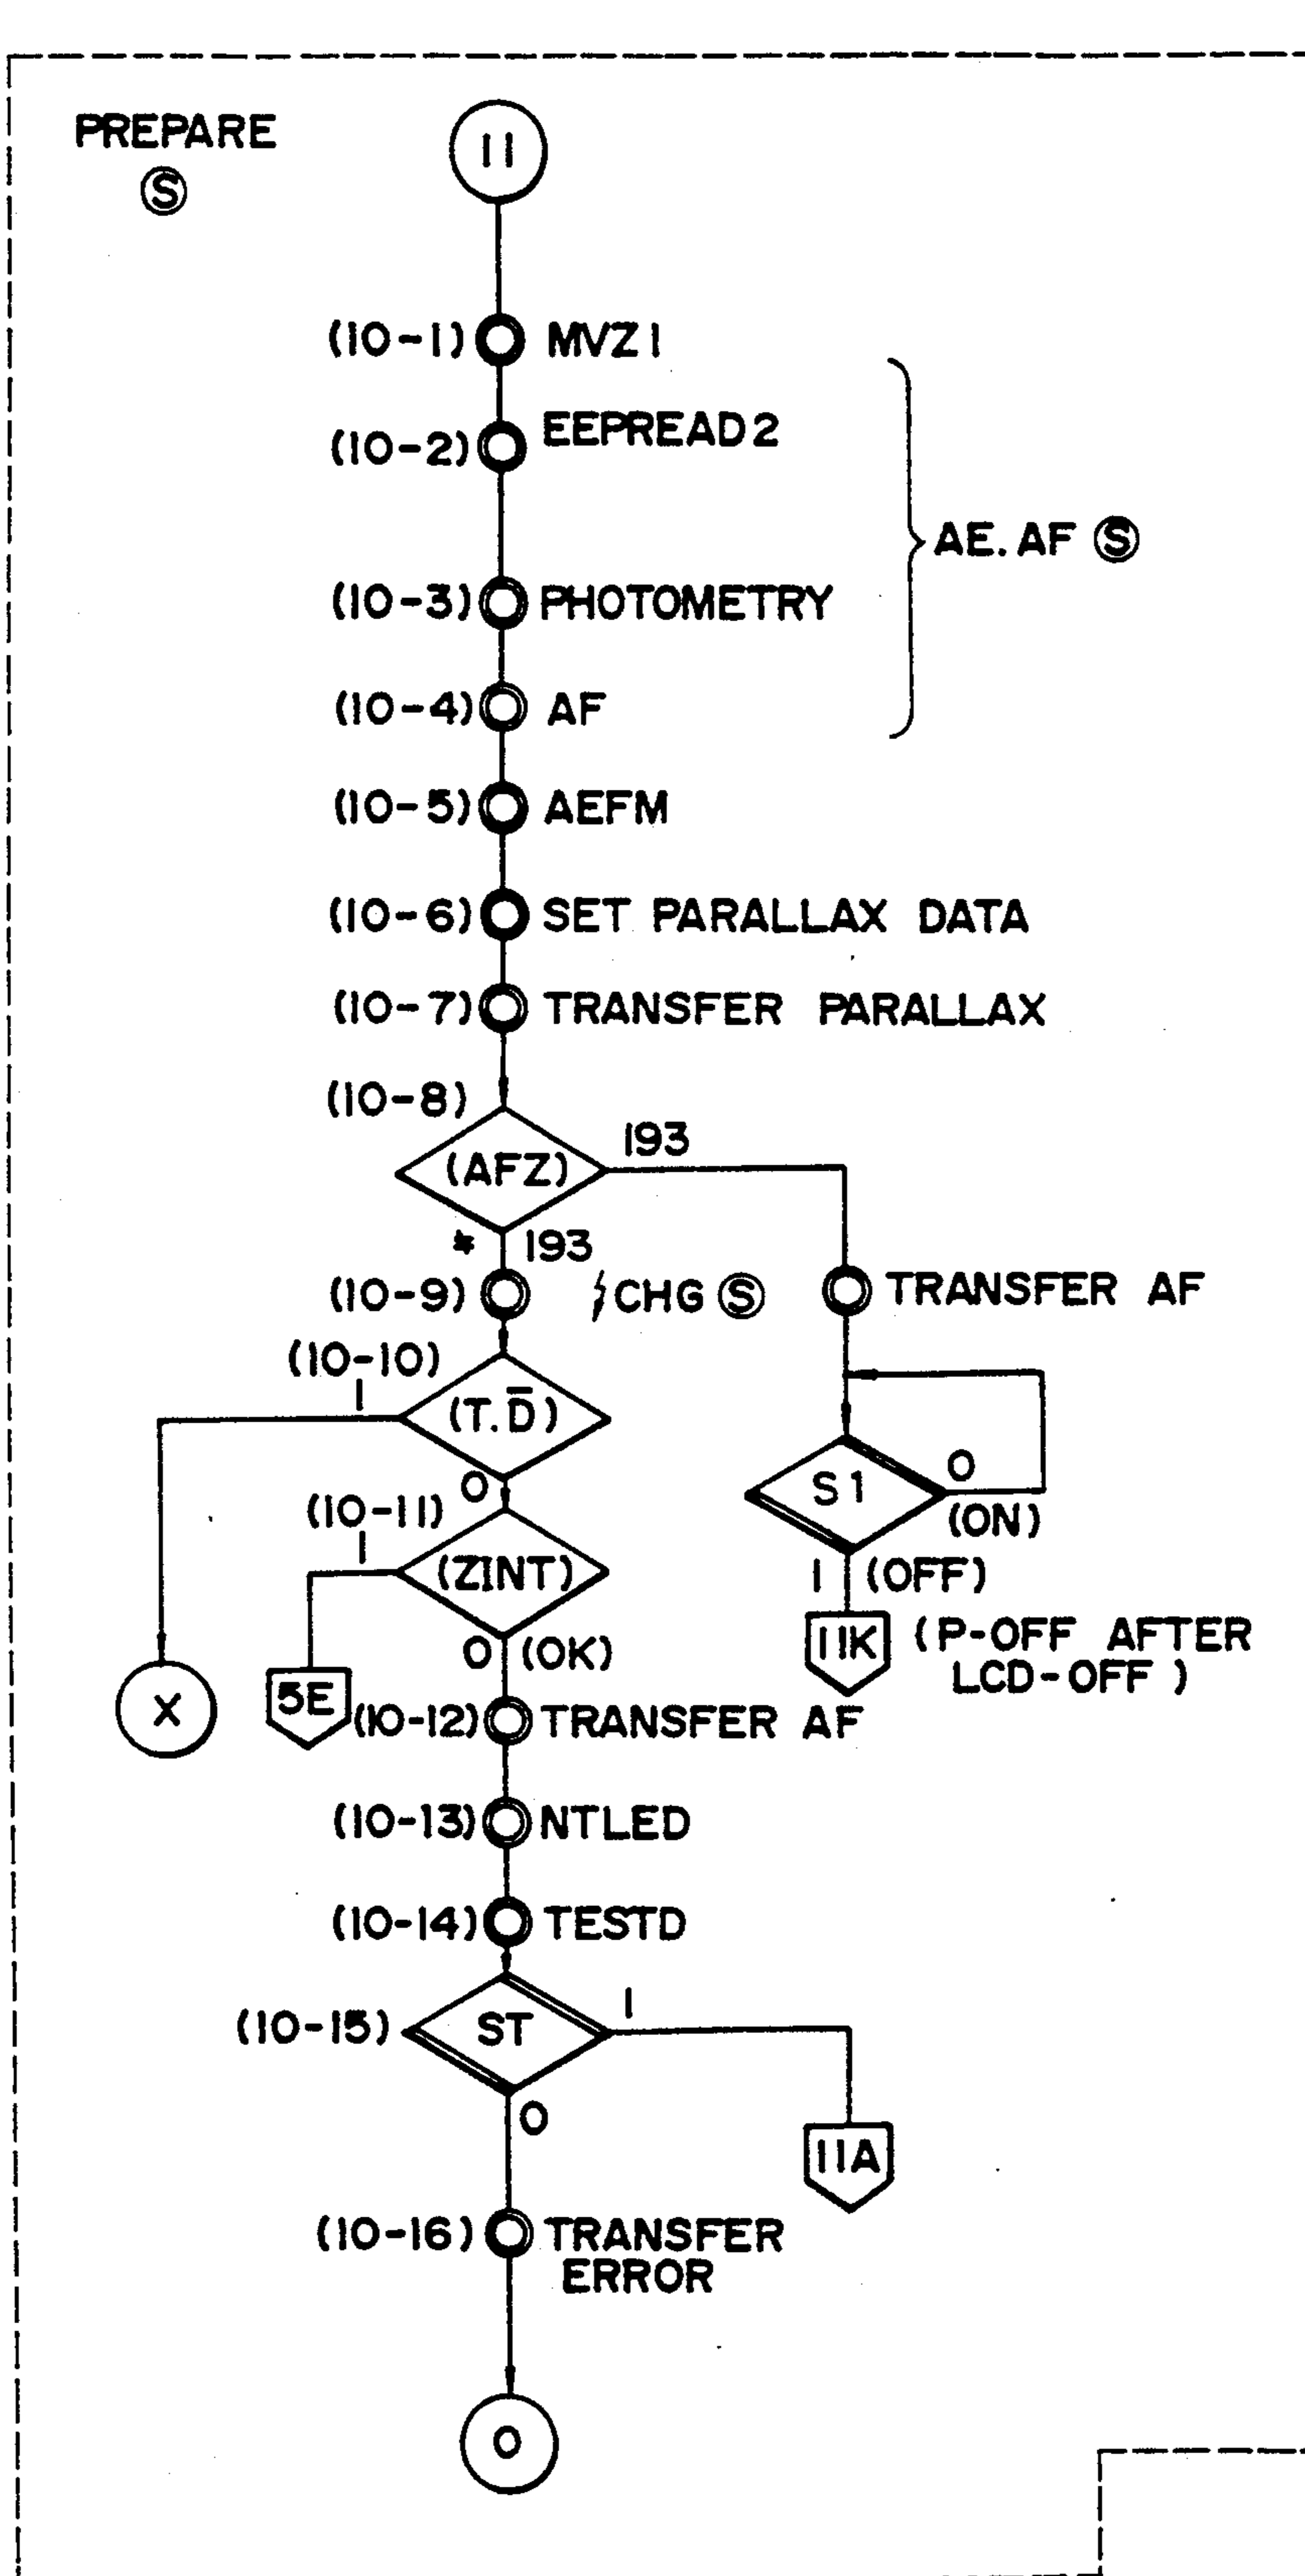 PREPARE
Ⓢ
11
(10-1) MVZ1
(10-2) EEPREAD2
AE.AF Ⓢ
(10-3) PHOTOMETRY
(10-4) AF
(10-5) AEFM
(10-6) SET PARALLAX DATA
(10-7) TRANSFER PARALLAX
(10-8)
(AFZ)
193
≠ 193
(10-9)
CHG Ⓢ
TRANSFER AF
(10-10)
1
(T.D̅)
0
(10-11)
1
(ZINT)
0 (OK)
S1
0
(ON)
1 (OFF)
11K
(P-OFF AFTER
LCD-OFF)
X
5E
(10-12) TRANSFER AF
(10-13) NTLED
(10-14) TESTD
(10-15)
ST
1
0
11A
(10-16) TRANSFER
ERROR
O